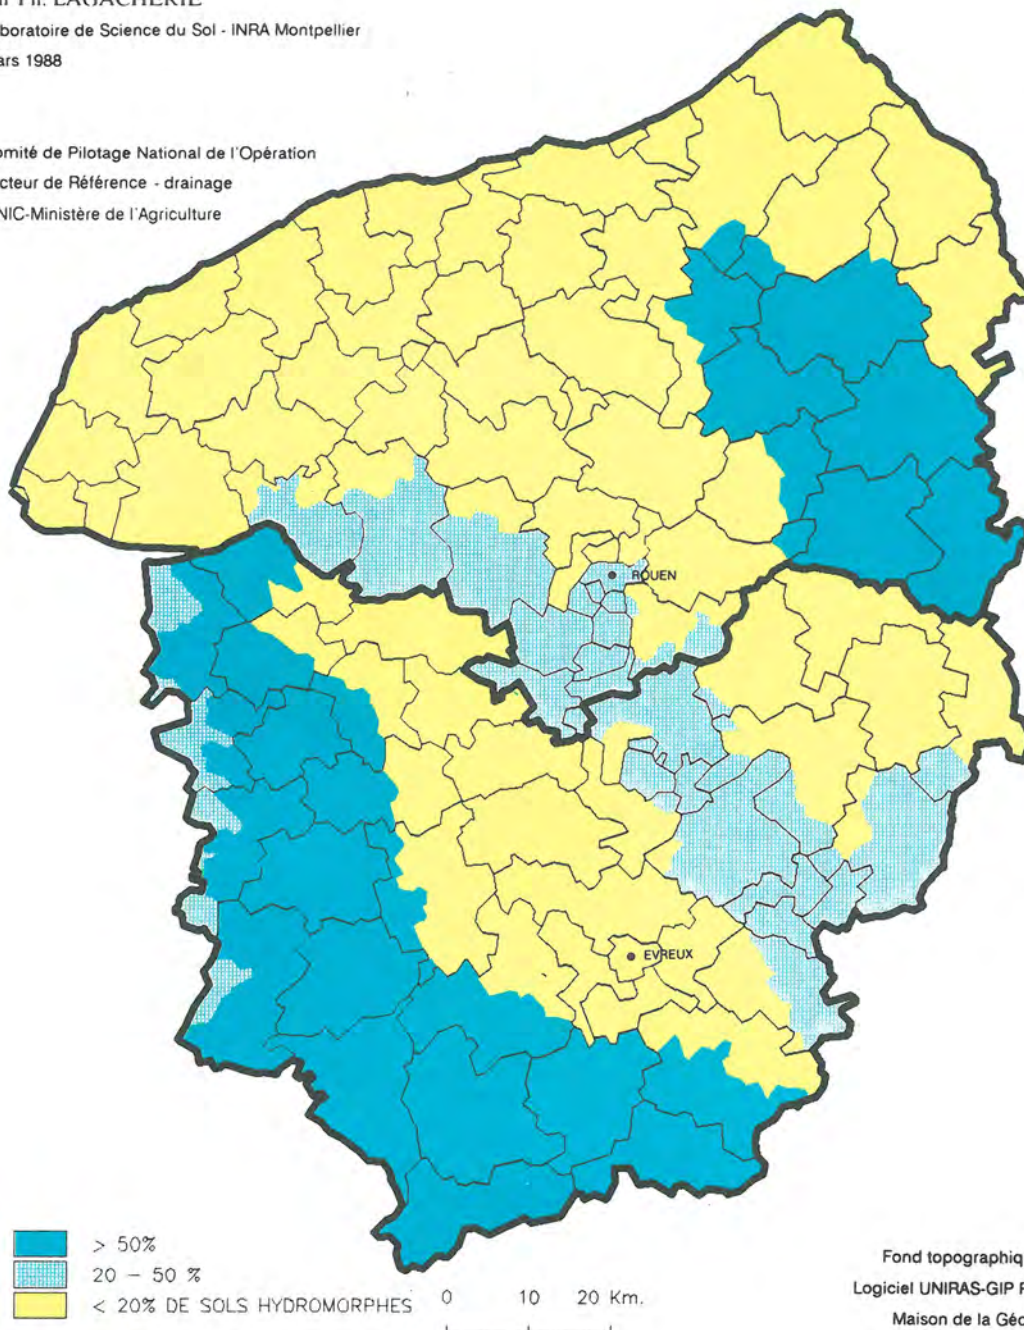 Ph. LAGACHERIE
boratoire de Science du Sol - INRA Montpellier
ars 1988
omité de Pilotage National de l'Opération
cteur de Référence - drainage
NIC-Ministère de l'Agriculture
ROUEN
EVREUX
> 50%
20 - 50 %
< 20% DE SOLS HYDROMORPHES
0 10 20 Km.
Fond topographiq
Logiciel UNIRAS-GIP
Maison de la Géo